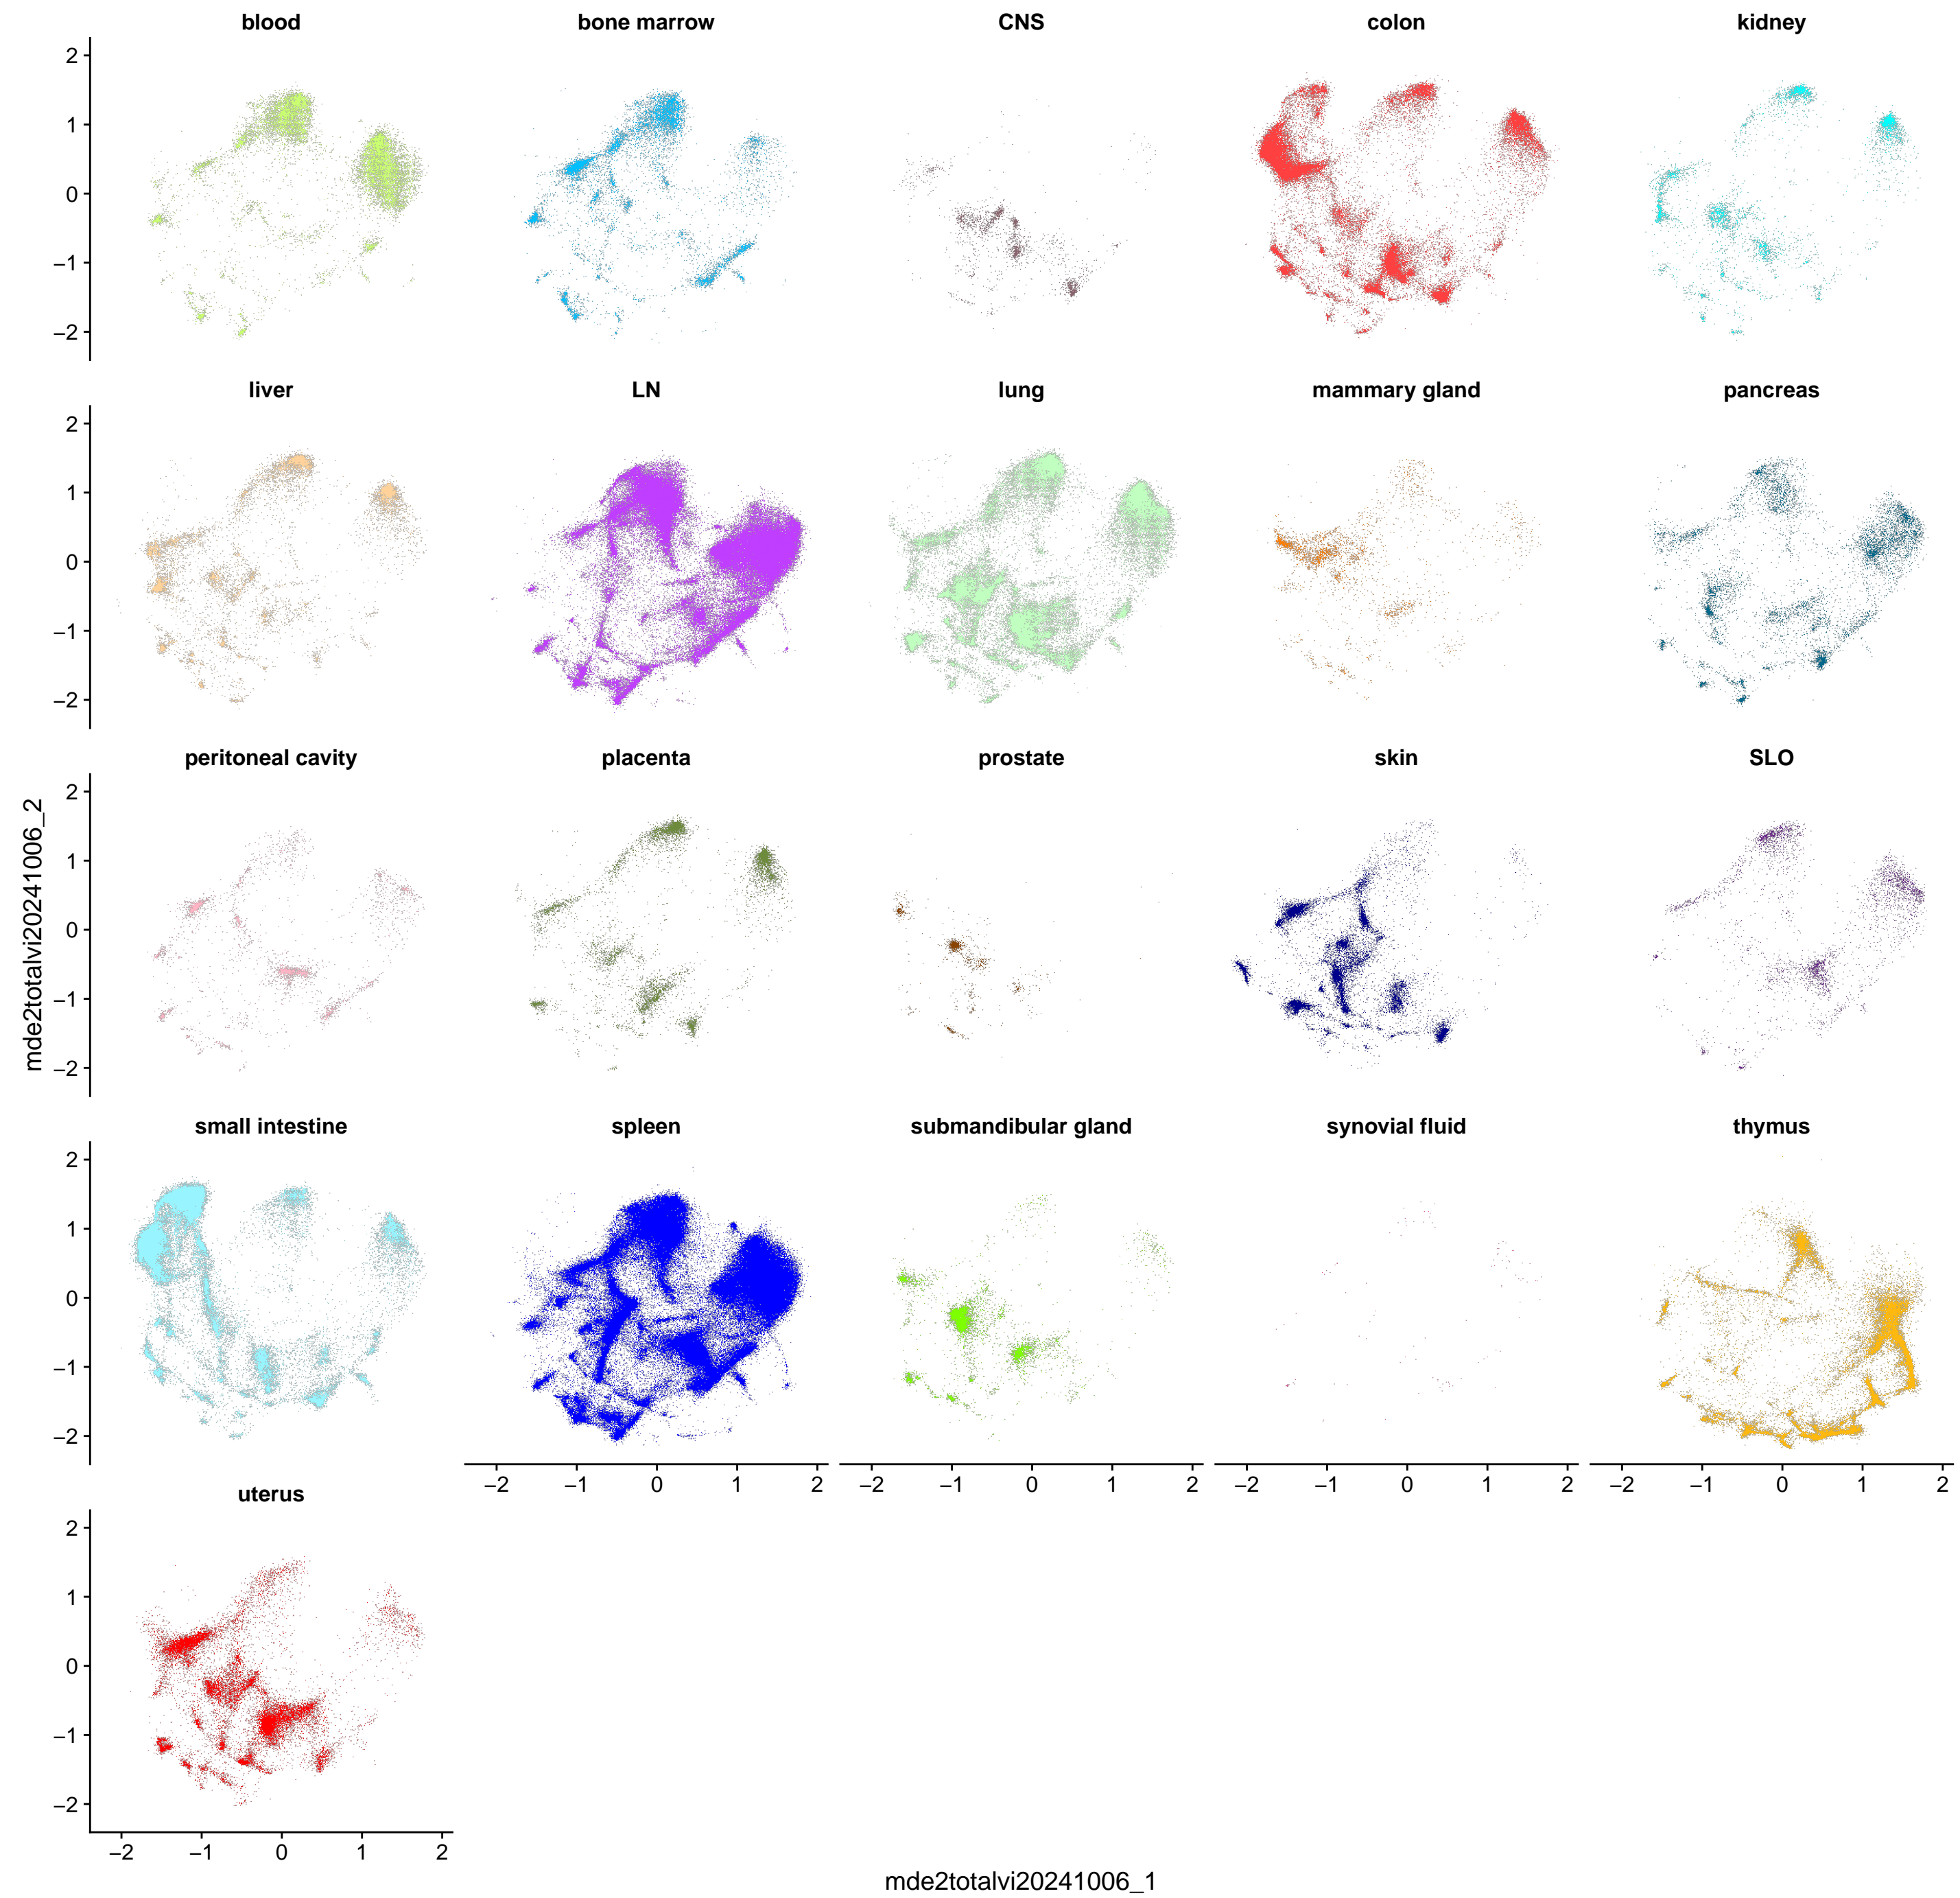 blood bone marrow CNS colon kidney
2
1
0
−1
−2
liver LN lung mammary gland pancreas
2
1
0
−1
−2
peritoneal cavity placenta prostate skin SLO
2
1
0
−1
−2
mde2totalvi20241006_2
small intestine spleen submandibular gland synovial fluid thymus
2
1
0
−1
−2
−2 −1 0 1 2 −2 −1 0 1 2 −2 −1 0 1 2 −2 −1 0 1 2
uterus
2
1
0
−1
−2
−2 −1 0 1 2
mde2totalvi20241006_1